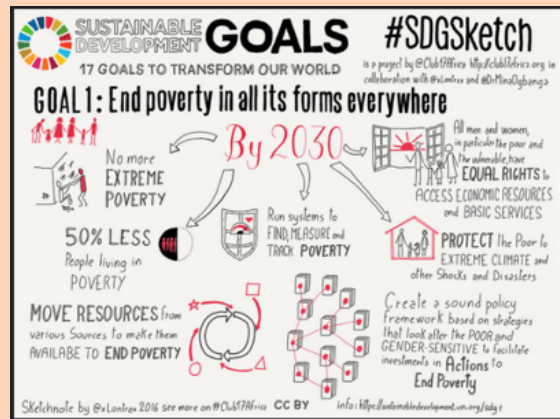 SUSTAINABLE
DEVELOPMENT
GOALS
17 GOALS TO TRANSFORM OUR WORLD
#SDGSketch
is a project by @Club17Africa http://club17africa.org in
collaboration with @xLontrax and @DrMinaOgbanga
GOAL 1: End poverty in all its forms everywhere
By 2030
No more
EXTREME
POVERTY
All men and women,
in particular the poor and
the vulnerable, have
EQUAL RIGHTS to
ACCESS ECONOMIC RESOURCES
and BASIC SERVICES
50% LESS
People living in
POVERTY
Run systems to
FIND, MEASURE and
TRACK POVERTY
PROTECT the Poor to
EXTREME CLIMATE and
other Shocks and Disasters
MOVE RESOURCES from
various Sources to make them
AVAILABE TO END POVERTY
Create a sound policy
framework based on strategies
that look after the POOR and
GENDER-SENSITIVE to facilitate
investments in Actions to
End Poverty
Sketchnote by @xLontrax 2016 see more on #Club17Africa CC BY
info: https://sustainabledevelopment.un.org/sdgs